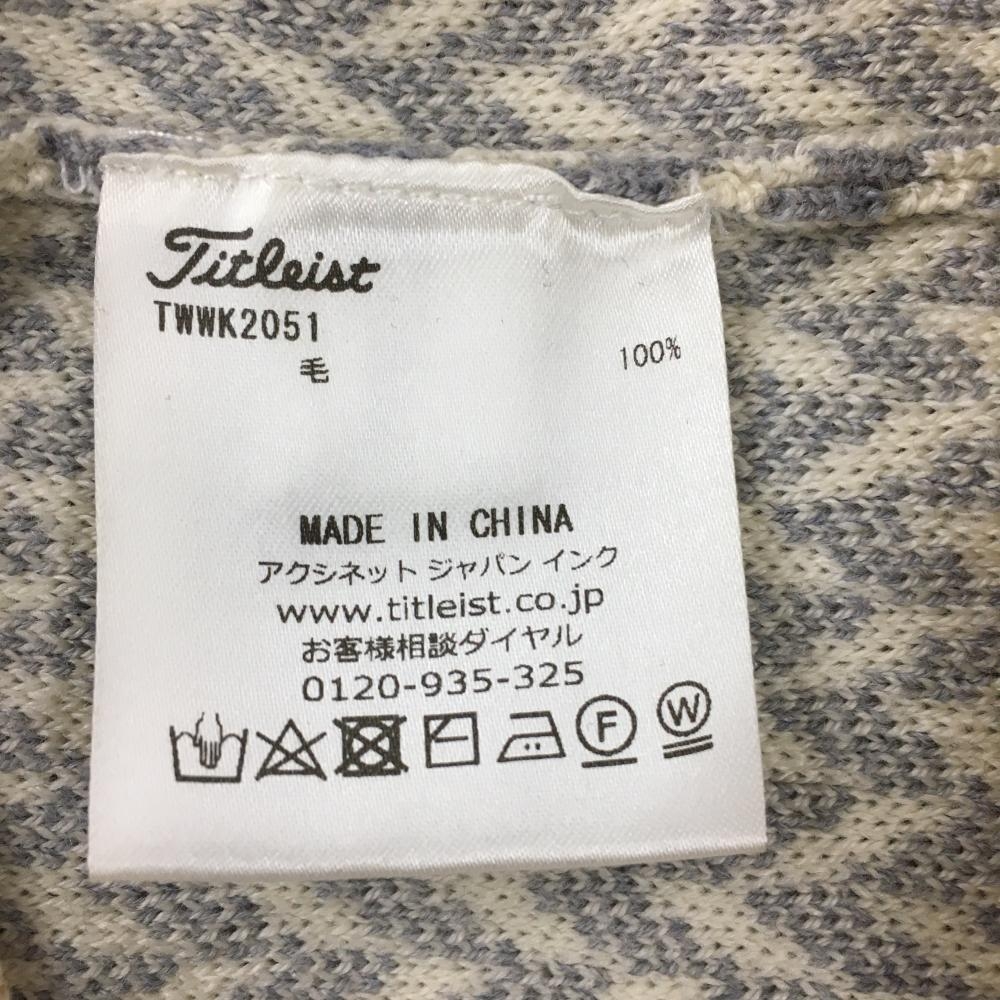 Titleist
TWWK2051
毛 100%
MADE IN CHINA
アクシネット ジャパン インク
www.titleist.co.jp
お客様相談ダイヤル
0120-935-325
F W